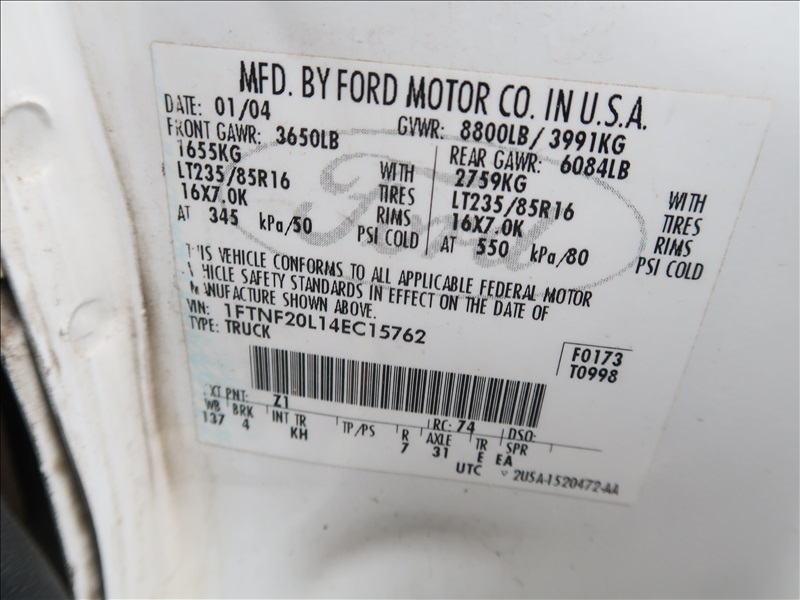 MFD. BY FORD MOTOR CO. IN U.S.A.
DATE: 01/04 GVWR: 8800LB/ 3991KG
FRONT GAWR: 3650LB REAR GAWR: 6084LB
1655KG WITH 2759KG WITH
LT235/85R16 TIRES LT235/85R16 TIRES
16X7.0K RIMS 16X7.0K RIMS
AT 345 kPa/50 PSI COLD AT 550 kPa/80 PSI COLD
Ford
THIS VEHICLE CONFORMS TO ALL APPLICABLE FEDERAL MOTOR
VEHICLE SAFETY STANDARDS IN EFFECT ON THE DATE OF
MANUFACTURE SHOWN ABOVE.
VIN: 1FTNF20L14EC15762
TYPE: TRUCK
F0173
T0998
EXT PNT: Z1 RC: 74 DSO:
WB BRK INT TR TP/PS R AXLE TR SPR
137 4 KH 7 31 E EA
UTC 2USA-1520472-AA